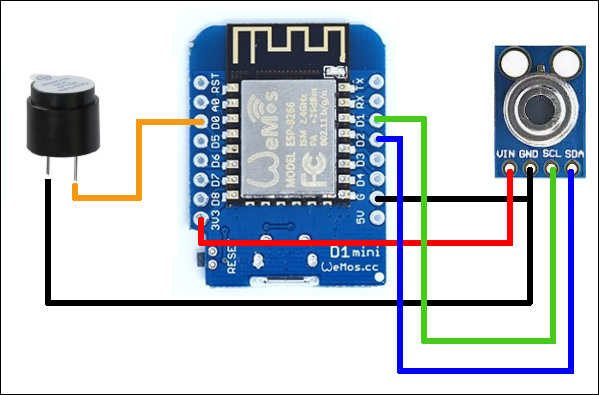 RST
A0
D0
D5
D6
D7
D8
3V3
TX
RX
D1
D2
D3
D4
G
5V
WeMos
MODEL ESP-8266
ISM 2.4GHz
PA +25dBm
802.11 b/g/n
FC
RESET
D1 mini
WeMos.cc
VIN GND SCL SDA